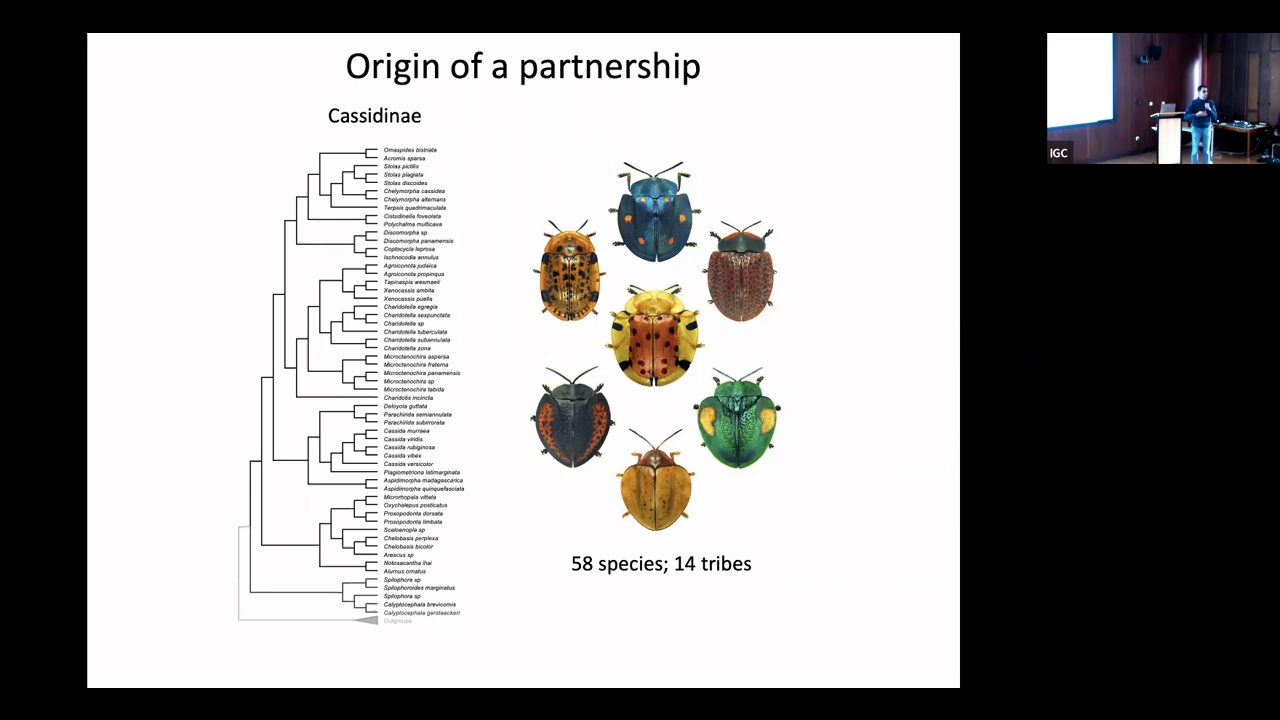 Origin of a partnership
Cassidinae
Omaspides bistriata
Acromis sparsa
Stolas pictilis
Stolas plagiata
Stolas discoides
Chelymorpha cassidea
Chelymorpha alternans
Terpsis quadrimaculata
Cistudinella foveolata
Polychalma multicava
Discomorpha sp
Discomorpha panamensis
Coptocycla leprosa
Ischnocodia annulus
Agroiconota judaica
Agroiconota propinqua
Tapinaspis wesmaeli
Xenocassis ambita
Xenocassis puella
Charidotella egregia
Charidotella sexpunctata
Charidotella sp
Charidotella tuberculata
Charidotella subannulata
Charidotella zona
Microctenochira aspersa
Microctenochira fraterna
Microctenochira panamensis
Microctenochira sp
Microctenochira tabida
Charidotis incincta
Deloyola guttata
Parachirida semiannulata
Parachirida subirrorata
Cassida murraea
Cassida viridis
Cassida rubiginosa
Cassida vibex
Cassida versicolor
Plagiometriona latimarginata
Aspidimorpha madagascarica
Aspidimorpha quinquefasciata
Microrhopala vittata
Oxychalepus posticatus
Prosopodonta dorsata
Prosopodonta limbata
Sceloenopla sp
Chelobasis perplexa
Chelobasis bicolor
Arescus sp
Notosacantha ihai
Alurnus ornatus
Spilophora sp
Spilophoroides marginatus
Spilophora sp
Calyptocephala brevicornis
Calyptocephala gerstaeckeri
Outgroups
58 species; 14 tribes
IGC